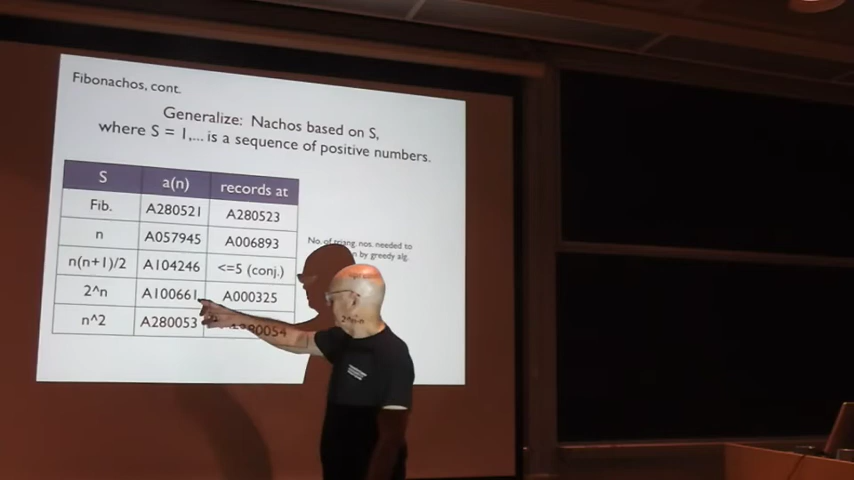 Fibonachos, cont.
Generalize: Nachos based on S,
where S = 1,... is a sequence of positive numbers.
S a(n) records at
Fib. A280521 A280523
n A057945 A006893
No. of triang. nos. needed to
by greedy alg.
n(n+1)/2 A104246 <=5 (conj.)
2^n A100661 A000325
n^2 A280053